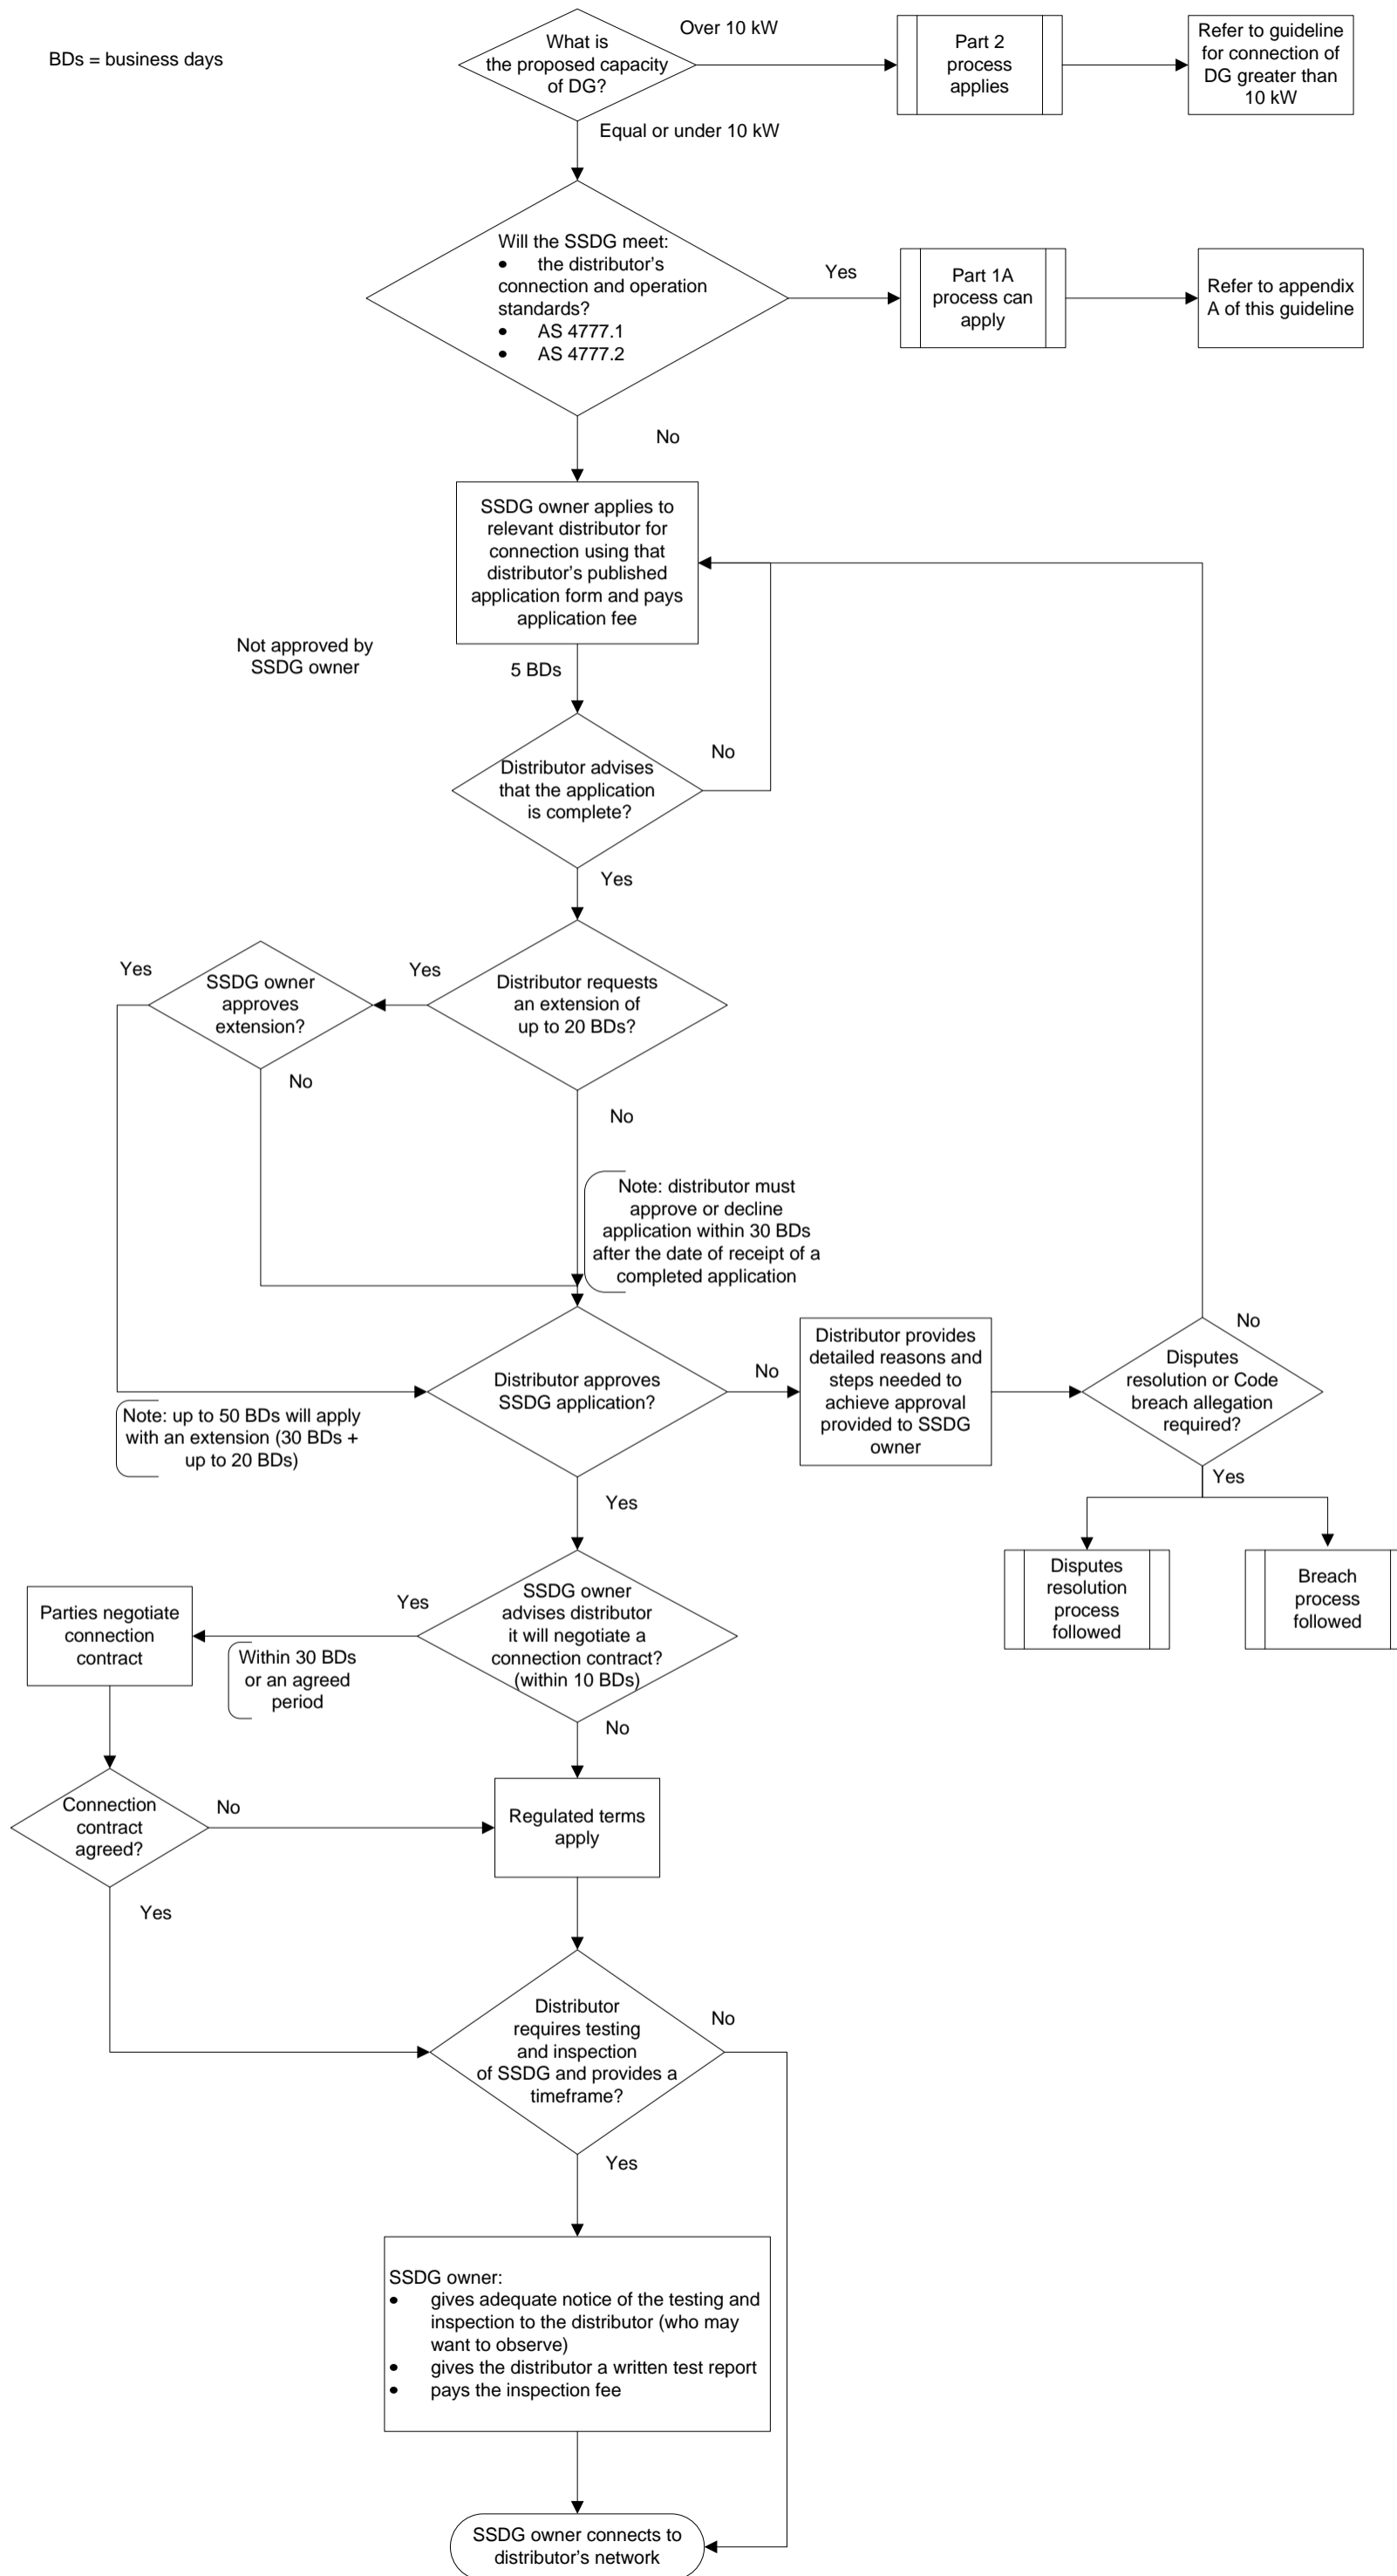 BDs = business days
What is
the proposed capacity
of DG?
Over 10 kW
Part 2
process
applies
Refer to guideline
for connection of
DG greater than
10 kW
Equal or under 10 kW
Will the SSDG meet:
• the distributor's
connection and operation
standards?
• AS 4777.1
• AS 4777.2
Yes
Part 1A
process can
apply
Refer to appendix
A of this guideline
No
SSDG owner applies to
relevant distributor for
connection using that
distributor's published
application form and pays
application fee
Not approved by
SSDG owner
5 BDs
Distributor advises
that the application
is complete?
No
Yes
Distributor requests
an extension of
up to 20 BDs?
Yes
SSDG owner
approves
extension?
Yes
No
No
Note: distributor must
approve or decline
application within 30 BDs
after the date of receipt of a
completed application
Distributor approves
SSDG application?
Note: up to 50 BDs will apply
with an extension (30 BDs +
up to 20 BDs)
No
Distributor provides
detailed reasons and
steps needed to
achieve approval
provided to SSDG
owner
Disputes
resolution or Code
breach allegation
required?
No
Yes
Disputes
resolution
process
followed
Breach
process
followed
Yes
SSDG owner
advises distributor
it will negotiate a
connection contract?
(within 10 BDs)
Yes
Within 30 BDs
or an agreed
period
Parties negotiate
connection
contract
No
Connection
contract
agreed?
No
Regulated terms
apply
Yes
Distributor
requires testing
and inspection
of SSDG and provides a
timeframe?
No
Yes
SSDG owner:
• gives adequate notice of the testing and
inspection to the distributor (who may
want to observe)
• gives the distributor a written test report
• pays the inspection fee
SSDG owner connects to
distributor's network